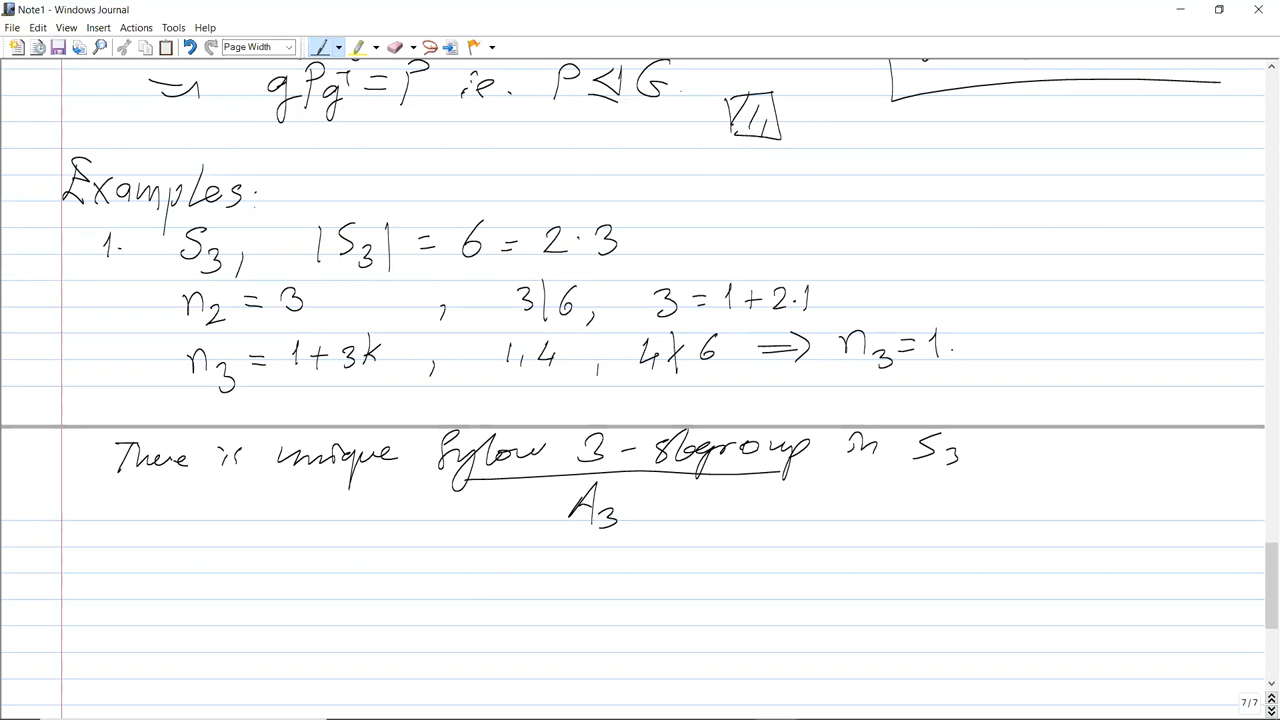 Note1 - Windows Journal
File Edit View Insert Actions Tools Help
Page Width
⇒ gPg⁻¹ = P i.e. P ⊴ G.
Examples:
1. S₃, |S₃| = 6 = 2·3
n₂ = 3 , 3|6, 3 = 1+2·1
n₃ = 1+3k , 1,4 , 4∤6 ⟹ n₃=1.
There is unique Sylow 3-sbgroup in S₃
A₃
7/7